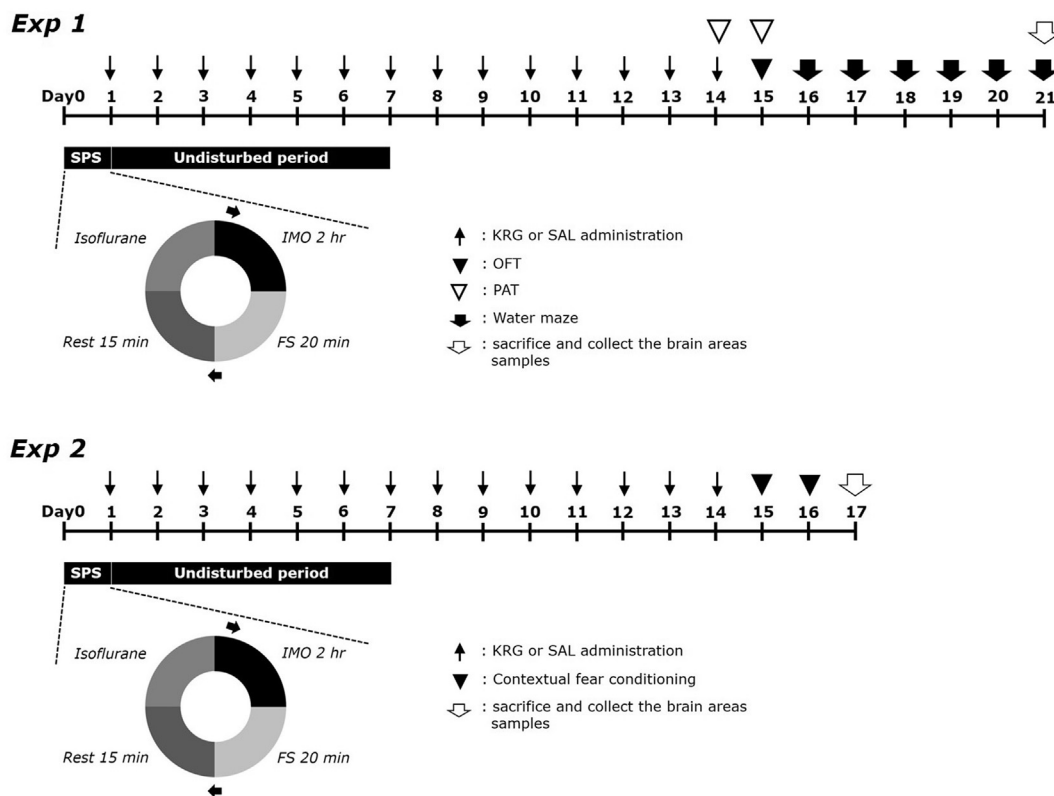 Exp 1
Day0 1 2 3 4 5 6 7 8 9 10 11 12 13 14 15 16 17 18 19 20 21
SPS Undisturbed period
Isoflurane IMO 2 hr
Rest 15 min FS 20 min
: KRG or SAL administration
: OFT
: PAT
: Water maze
: sacrifice and collect the brain areas
samples
Exp 2
Day0 1 2 3 4 5 6 7 8 9 10 11 12 13 14 15 16 17
SPS Undisturbed period
Isoflurane IMO 2 hr
Rest 15 min FS 20 min
: KRG or SAL administration
: Contextual fear conditioning
: sacrifice and collect the brain areas
samples